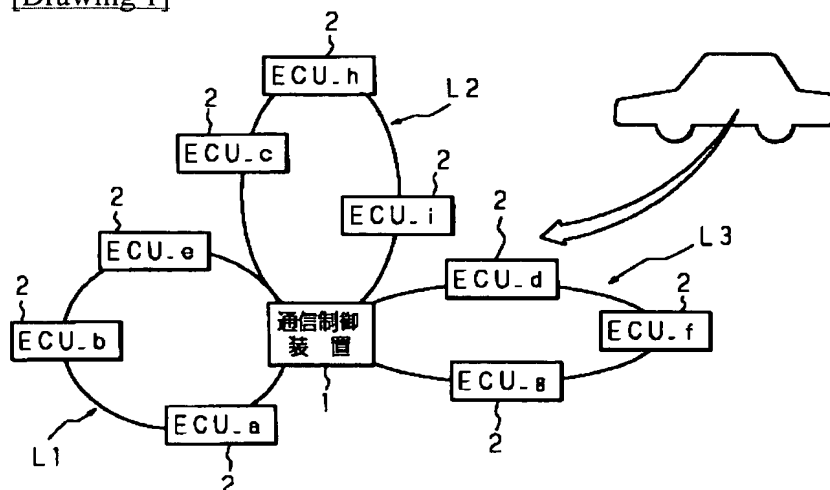 [Drawing 1]
2
ECU_h
L2
2
ECU_c
2
ECU_i
2
ECU_e
2
ECU_d
L3
2
ECU_b
通信制御
装置
1
2
ECU_f
ECU_g
2
ECU_a
2
L1